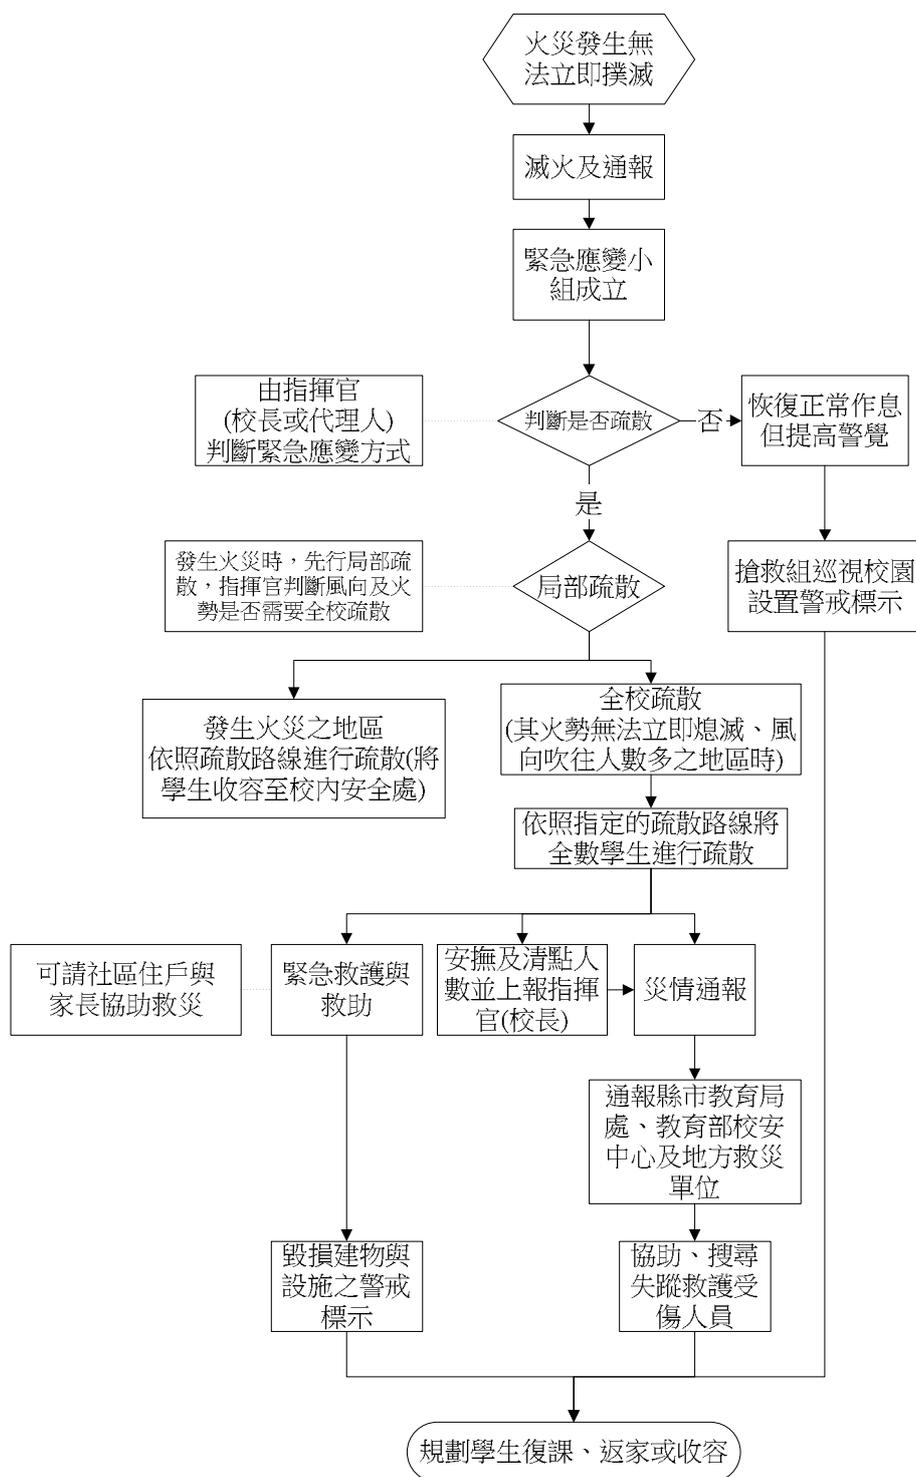 火災發生無
法立即撲滅
滅火及通報
緊急應變小
組成立
由指揮官
(校長或代理人)
判斷緊急應變方式
判斷是否疏散
否
恢復正常作息
但提高警覺
是
發生火災時，先行局部疏
散，指揮官判斷風向及火
勢是否需要全校疏散
局部疏散
搶救組巡視校園
設置警戒標示
發生火災之地區
依照疏散路線進行疏散(將
學生收容至校內安全處)
全校疏散
(其火勢無法立即熄滅、風
向吹往人數多之地區時)
依照指定的疏散路線將
全數學生進行疏散
可請社區住戶與
家長協助救災
緊急救護與
救助
安撫及清點人
數並上報指揮
官(校長)
災情通報
通報縣市教育局
處、教育部校安
中心及地方救災
單位
毀損建物與
設施之警戒
標示
協助、搜尋
失蹤救護受
傷人員
規劃學生復課、返家或收容